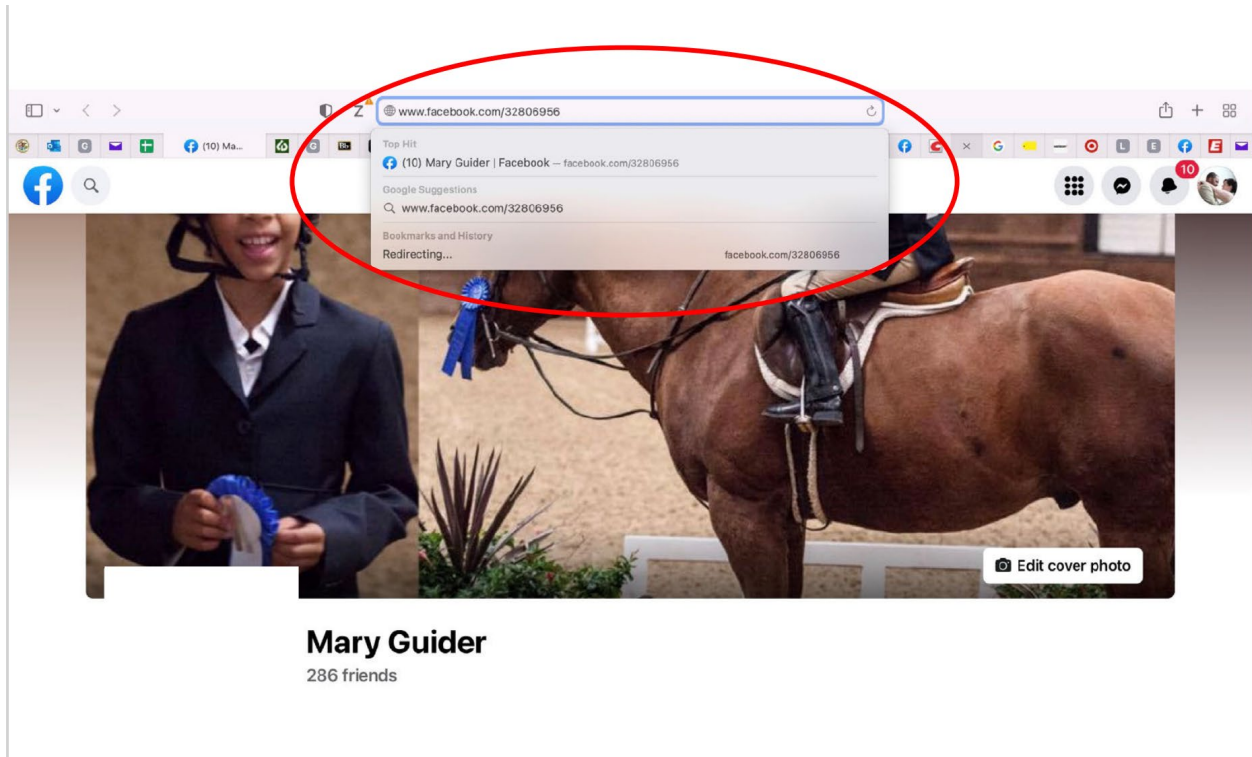 www.facebook.com/32806956
(10) Ma...
Top Hit
(10) Mary Guider | Facebook — facebook.com/32806956
Google Suggestions
www.facebook.com/32806956
Bookmarks and History
Redirecting... facebook.com/32806956
10
Edit cover photo
Mary Guider
286 friends